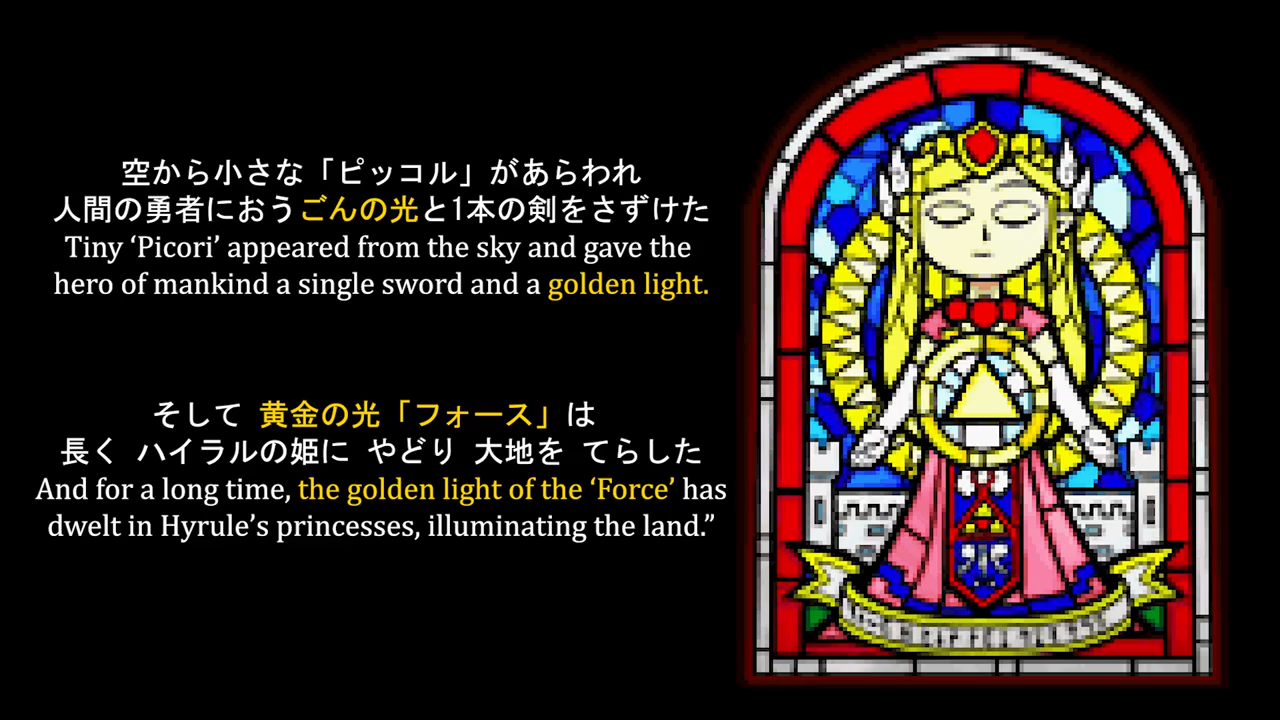 空から小さな「ピッコル」があらわれ
人間の勇者におうごんの光と1本の剣をさずけた
Tiny ‘Picori’ appeared from the sky and gave the
hero of mankind a single sword and a golden light.
そして 黄金の光「フォース」は
長く ハイラルの姫に やどり 大地を てらした
And for a long time, the golden light of the ‘Force’ has
dwelt in Hyrule’s princesses, illuminating the land.”